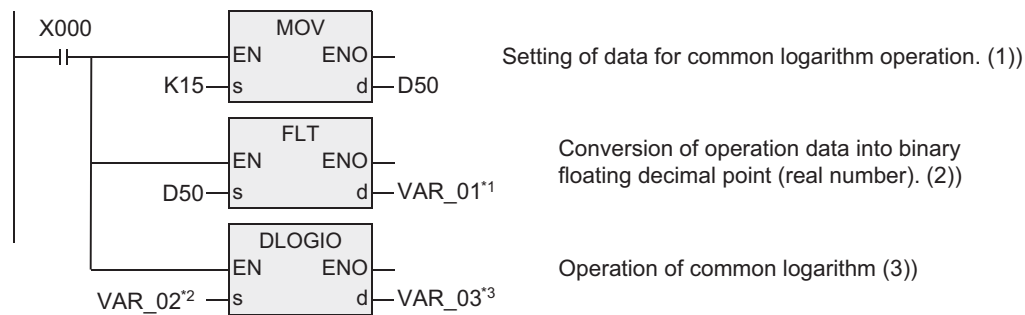 X000
MOV
EN ENO
K15 s d D50
Setting of data for common logarithm operation. (1))
FLT
EN ENO
D50 s d VAR_01*1
Conversion of operation data into binary
floating decimal point (real number). (2))
DLOGIO
EN ENO
VAR_02*2 s d VAR_03*3
Operation of common logarithm (3))